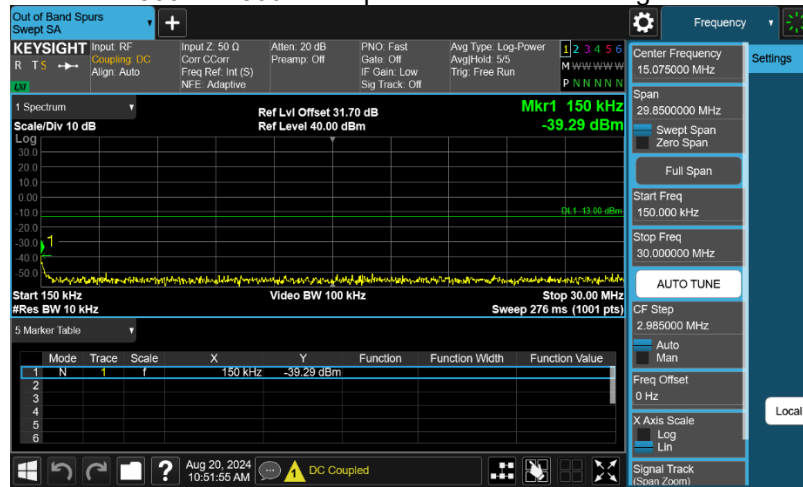 Out of Band Spurs
Swept SA
Frequency
KEYSIGHT
R T S
LXI
Input: RF
Coupling: DC
Align: Auto
Input Z: 50 Ω
Corr CCorr
Freq Ref: Int (S)
NFE: Adaptive
Atten: 20 dB
Preamp: Off
PNO: Fast
Gate: Off
IF Gain: Low
Sig Track: Off
Avg Type: Log-Power
Avg|Hold: 5/5
Trig: Free Run
1 2 3 4 5 6
M W W W W W
P N N N N N
1 Spectrum
Scale/Div 10 dB
Ref Lvl Offset 31.70 dB
Ref Level 40.00 dBm
Mkr1 150 kHz
-39.29 dBm
Log
30.0
20.0
10.0
0.00
-10.0
-20.0
-30.0
-40.0
-50.0
1
DL1 -13.00 dBm
Start 150 kHz
#Res BW 10 kHz
Video BW 100 kHz
Stop 30.00 MHz
Sweep 276 ms (1001 pts)
5 Marker Table
Mode Trace Scale X Y Function Function Width Function Value
1 N 1 f 150 kHz -39.29 dBm
2
3
4
5
6
Aug 20, 2024
10:51:55 AM
DC Coupled
Center Frequency
15.075000 MHz
Settings
Span
29.8500000 MHz
Swept Span
Zero Span
Full Span
Start Freq
150.000 kHz
Stop Freq
30.000000 MHz
AUTO TUNE
CF Step
2.985000 MHz
Auto
Man
Freq Offset
0 Hz
X Axis Scale
Log
Lin
Local
Signal Track
(Span Zoom)